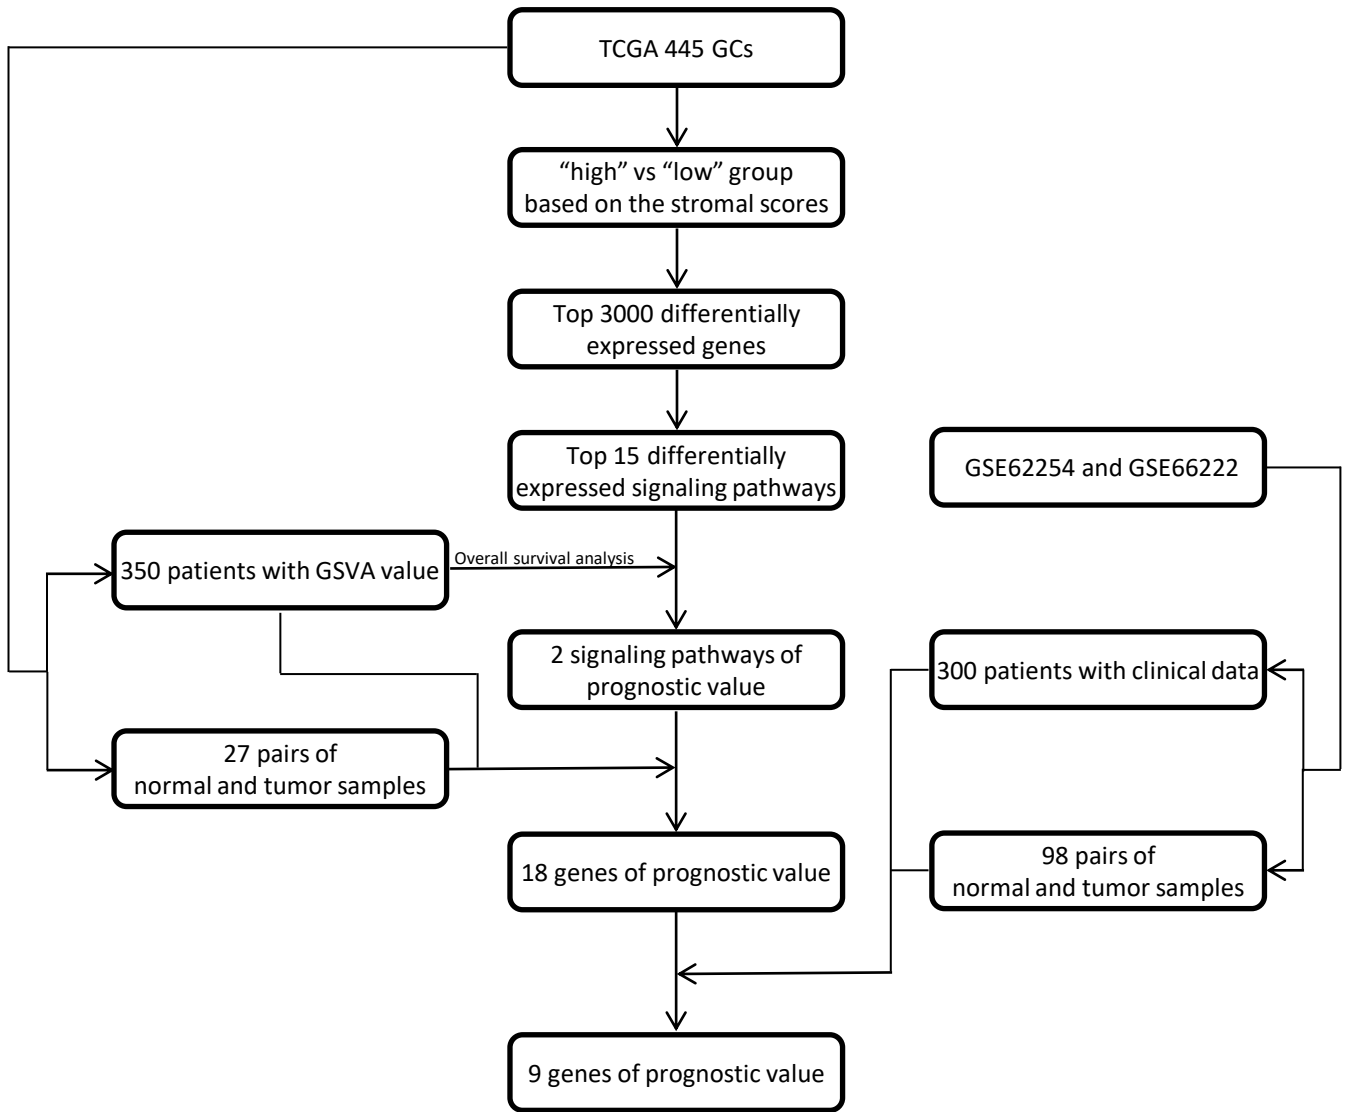 TCGA 445 GCs
“high” vs “low” group
based on the stromal scores
Top 3000 differentially
expressed genes
Top 15 differentially
expressed signaling pathways
GSE62254 and GSE66222
350 patients with GSVA value
Overall survival analysis
2 signaling pathways of
prognostic value
300 patients with clinical data
27 pairs of
normal and tumor samples
18 genes of prognostic value
98 pairs of
normal and tumor samples
9 genes of prognostic value